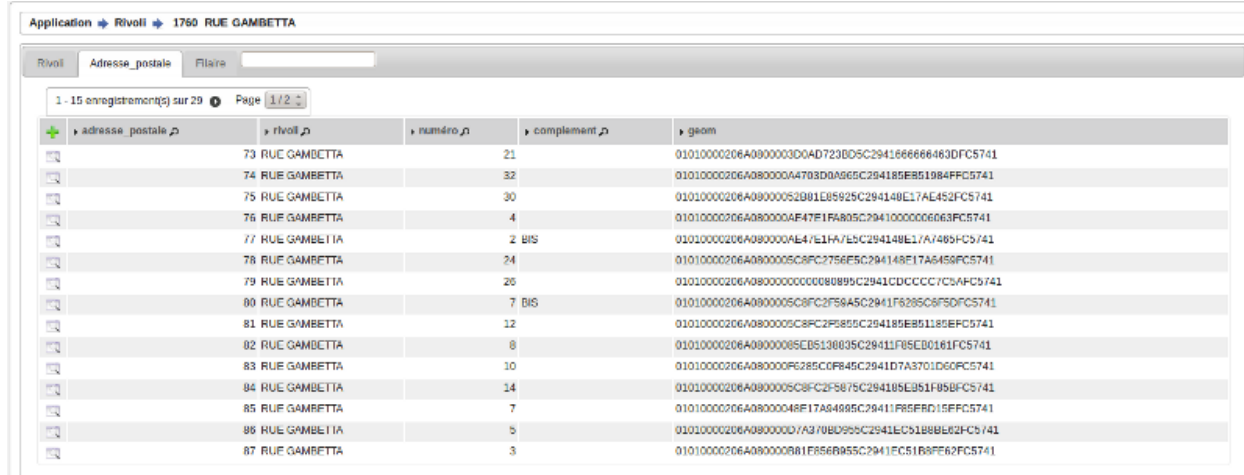 Application Rivoli 1760 RUE GAMBETTA
Rivoli Adresse_postale Filaire
1 - 15 enregistrement(s) sur 29 Page 1/2
adresse_postale rivoli numéro complement geom
73 RUE GAMBETTA 21 01010000206A0800003D0AD723BD5C2941666666463DFC5741
74 RUE GAMBETTA 32 01010000206A080000A4703D0A965C294185EB51984FFC5741
75 RUE GAMBETTA 30 01010000206A08000052B81E85925C294148E17AE452FC5741
76 RUE GAMBETTA 4 01010000206A080000AE47E1FA805C29410000006063FC5741
77 RUE GAMBETTA 2 BIS 01010000206A080000AE47E1FA7E5C294148E17A7465FC5741
78 RUE GAMBETTA 24 01010000206A0800005C8FC2756E5C294148E17A6459FC5741
79 RUE GAMBETTA 26 01010000206A08000000000080895C2941CDCCCC7C5AFC5741
80 RUE GAMBETTA 7 BIS 01010000206A0800005C8FC2F59A5C2941F6285C6F5DFC5741
81 RUE GAMBETTA 12 01010000206A0800005C8FC2F5855C294185EB51185EFC5741
82 RUE GAMBETTA 8 01010000206A08000085EB5138835C29411F85EB0161FC5741
83 RUE GAMBETTA 10 01010000206A080000F6285C0F845C2941D7A3701D60FC5741
84 RUE GAMBETTA 14 01010000206A0800005C8FC2F5875C294185EB51F85BFC5741
85 RUE GAMBETTA 7 01010000206A08000048E17A94995C29411F85EBD15EFC5741
86 RUE GAMBETTA 5 01010000206A080000D7A370BD955C2941EC51B8BE62FC5741
87 RUE GAMBETTA 3 01010000206A080000B81E856B955C2941EC51B8FE62FC5741